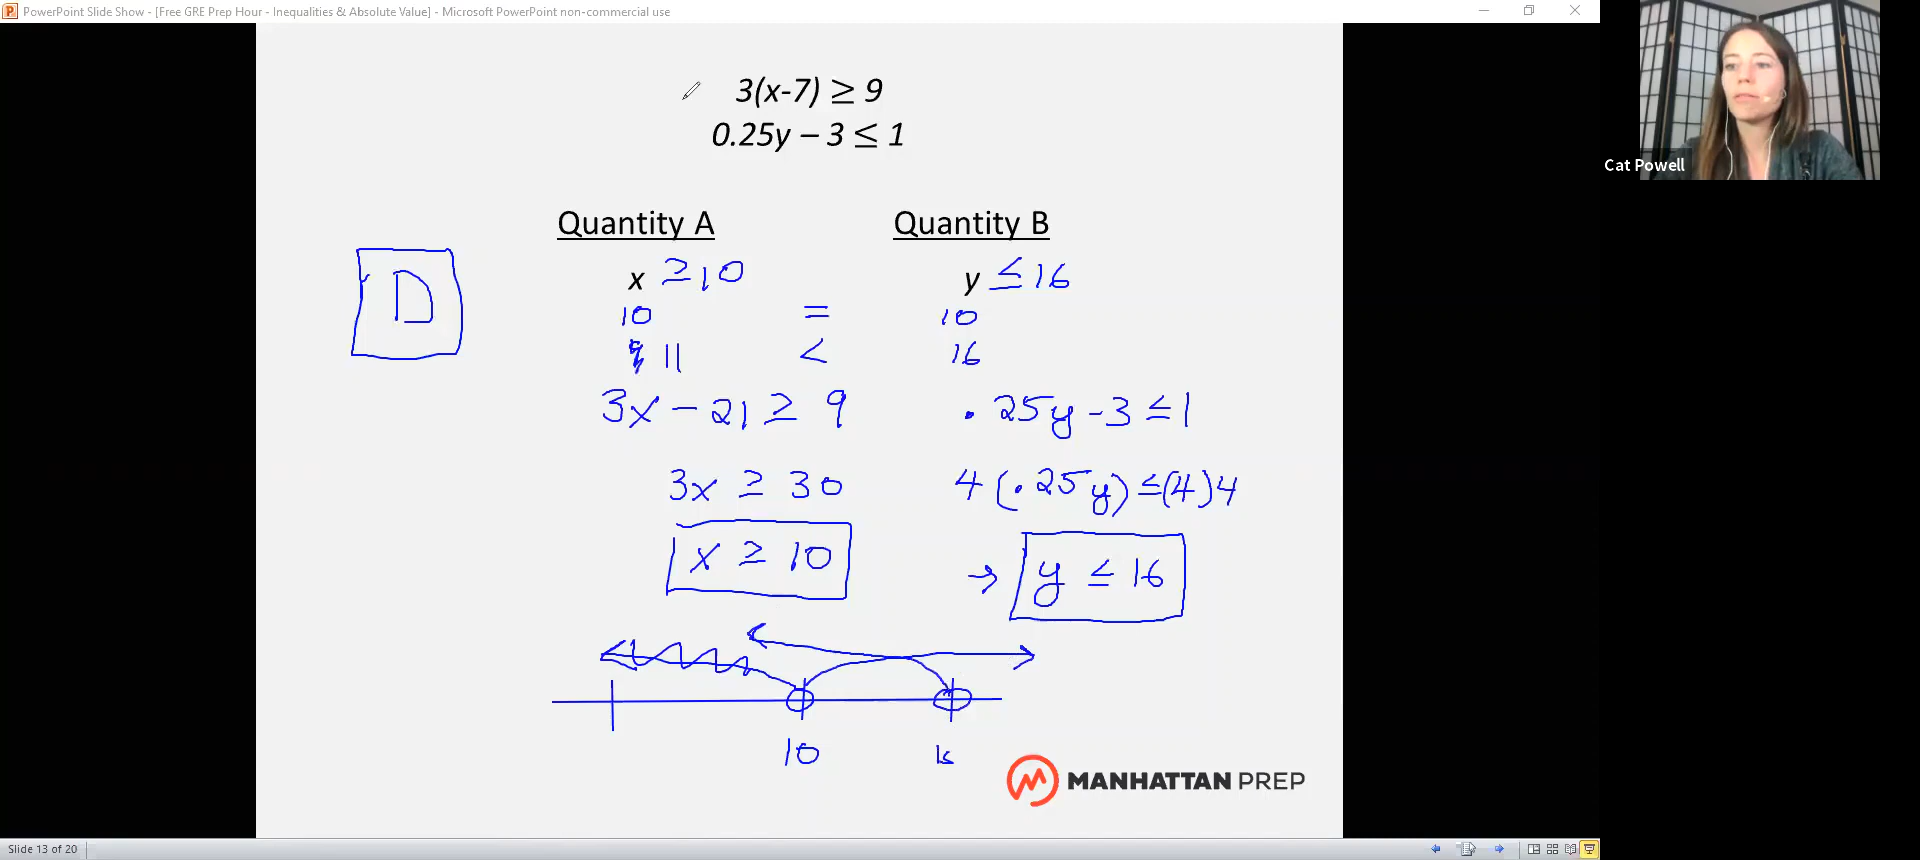 PowerPoint Slide Show - [Free GRE Prep Hour - Inequalities & Absolute Value] - Microsoft PowerPoint non-commercial use
3(x-7) ≥ 9
0.25y – 3 ≤ 1
Cat Powell
Quantity A Quantity B
D
x ≥ 10 y ≤ 16
10 = 10
11 < 16
3x - 21 ≥ 9 .25y - 3 ≤ 1
3x ≥ 30 4(.25y) ≤ (4)4
x ≥ 10 → y ≤ 16
10
MANHATTAN PREP
Slide 13 of 20